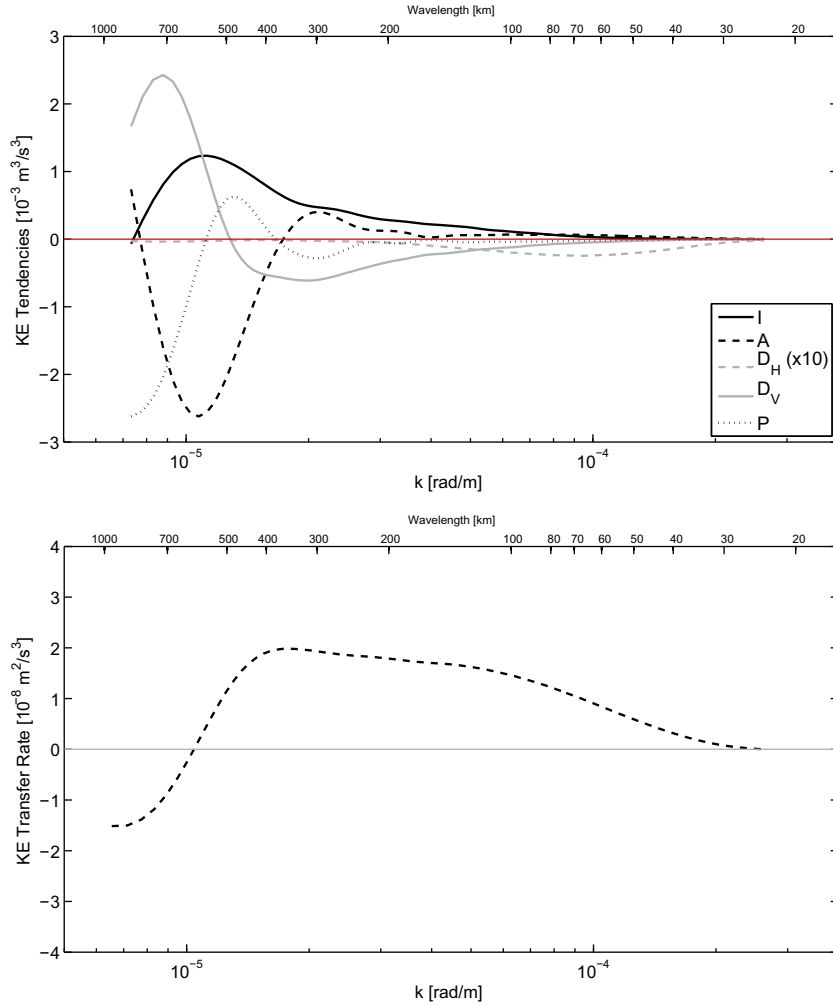 Wavelength [km]
1000 700 500 400 300 200 100 80 70 60 50 40 30 20
3
2
1
0
−1
−2
−3
KE Tendencies [10⁻³ m³/s³]
I
A
D_H (x10)
D_V
P
10⁻⁵ 10⁻⁴
k [rad/m]
Wavelength [km]
1000 700 500 400 300 200 100 80 70 60 50 40 30 20
4
3
2
1
0
−1
−2
−3
−4
KE Transfer Rate [10⁻⁸ m²/s³]
10⁻⁵ 10⁻⁴
k [rad/m]